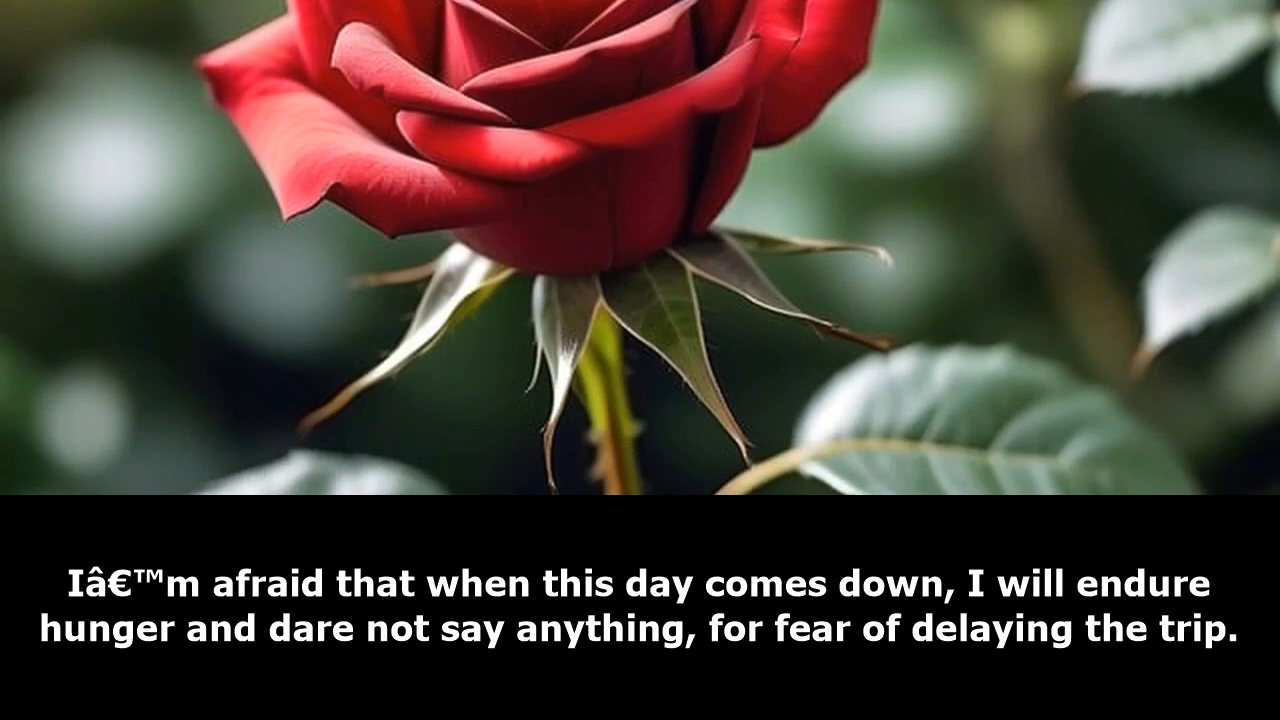 Iâ€™m afraid that when this day comes down, I will endure
hunger and dare not say anything, for fear of delaying the trip.